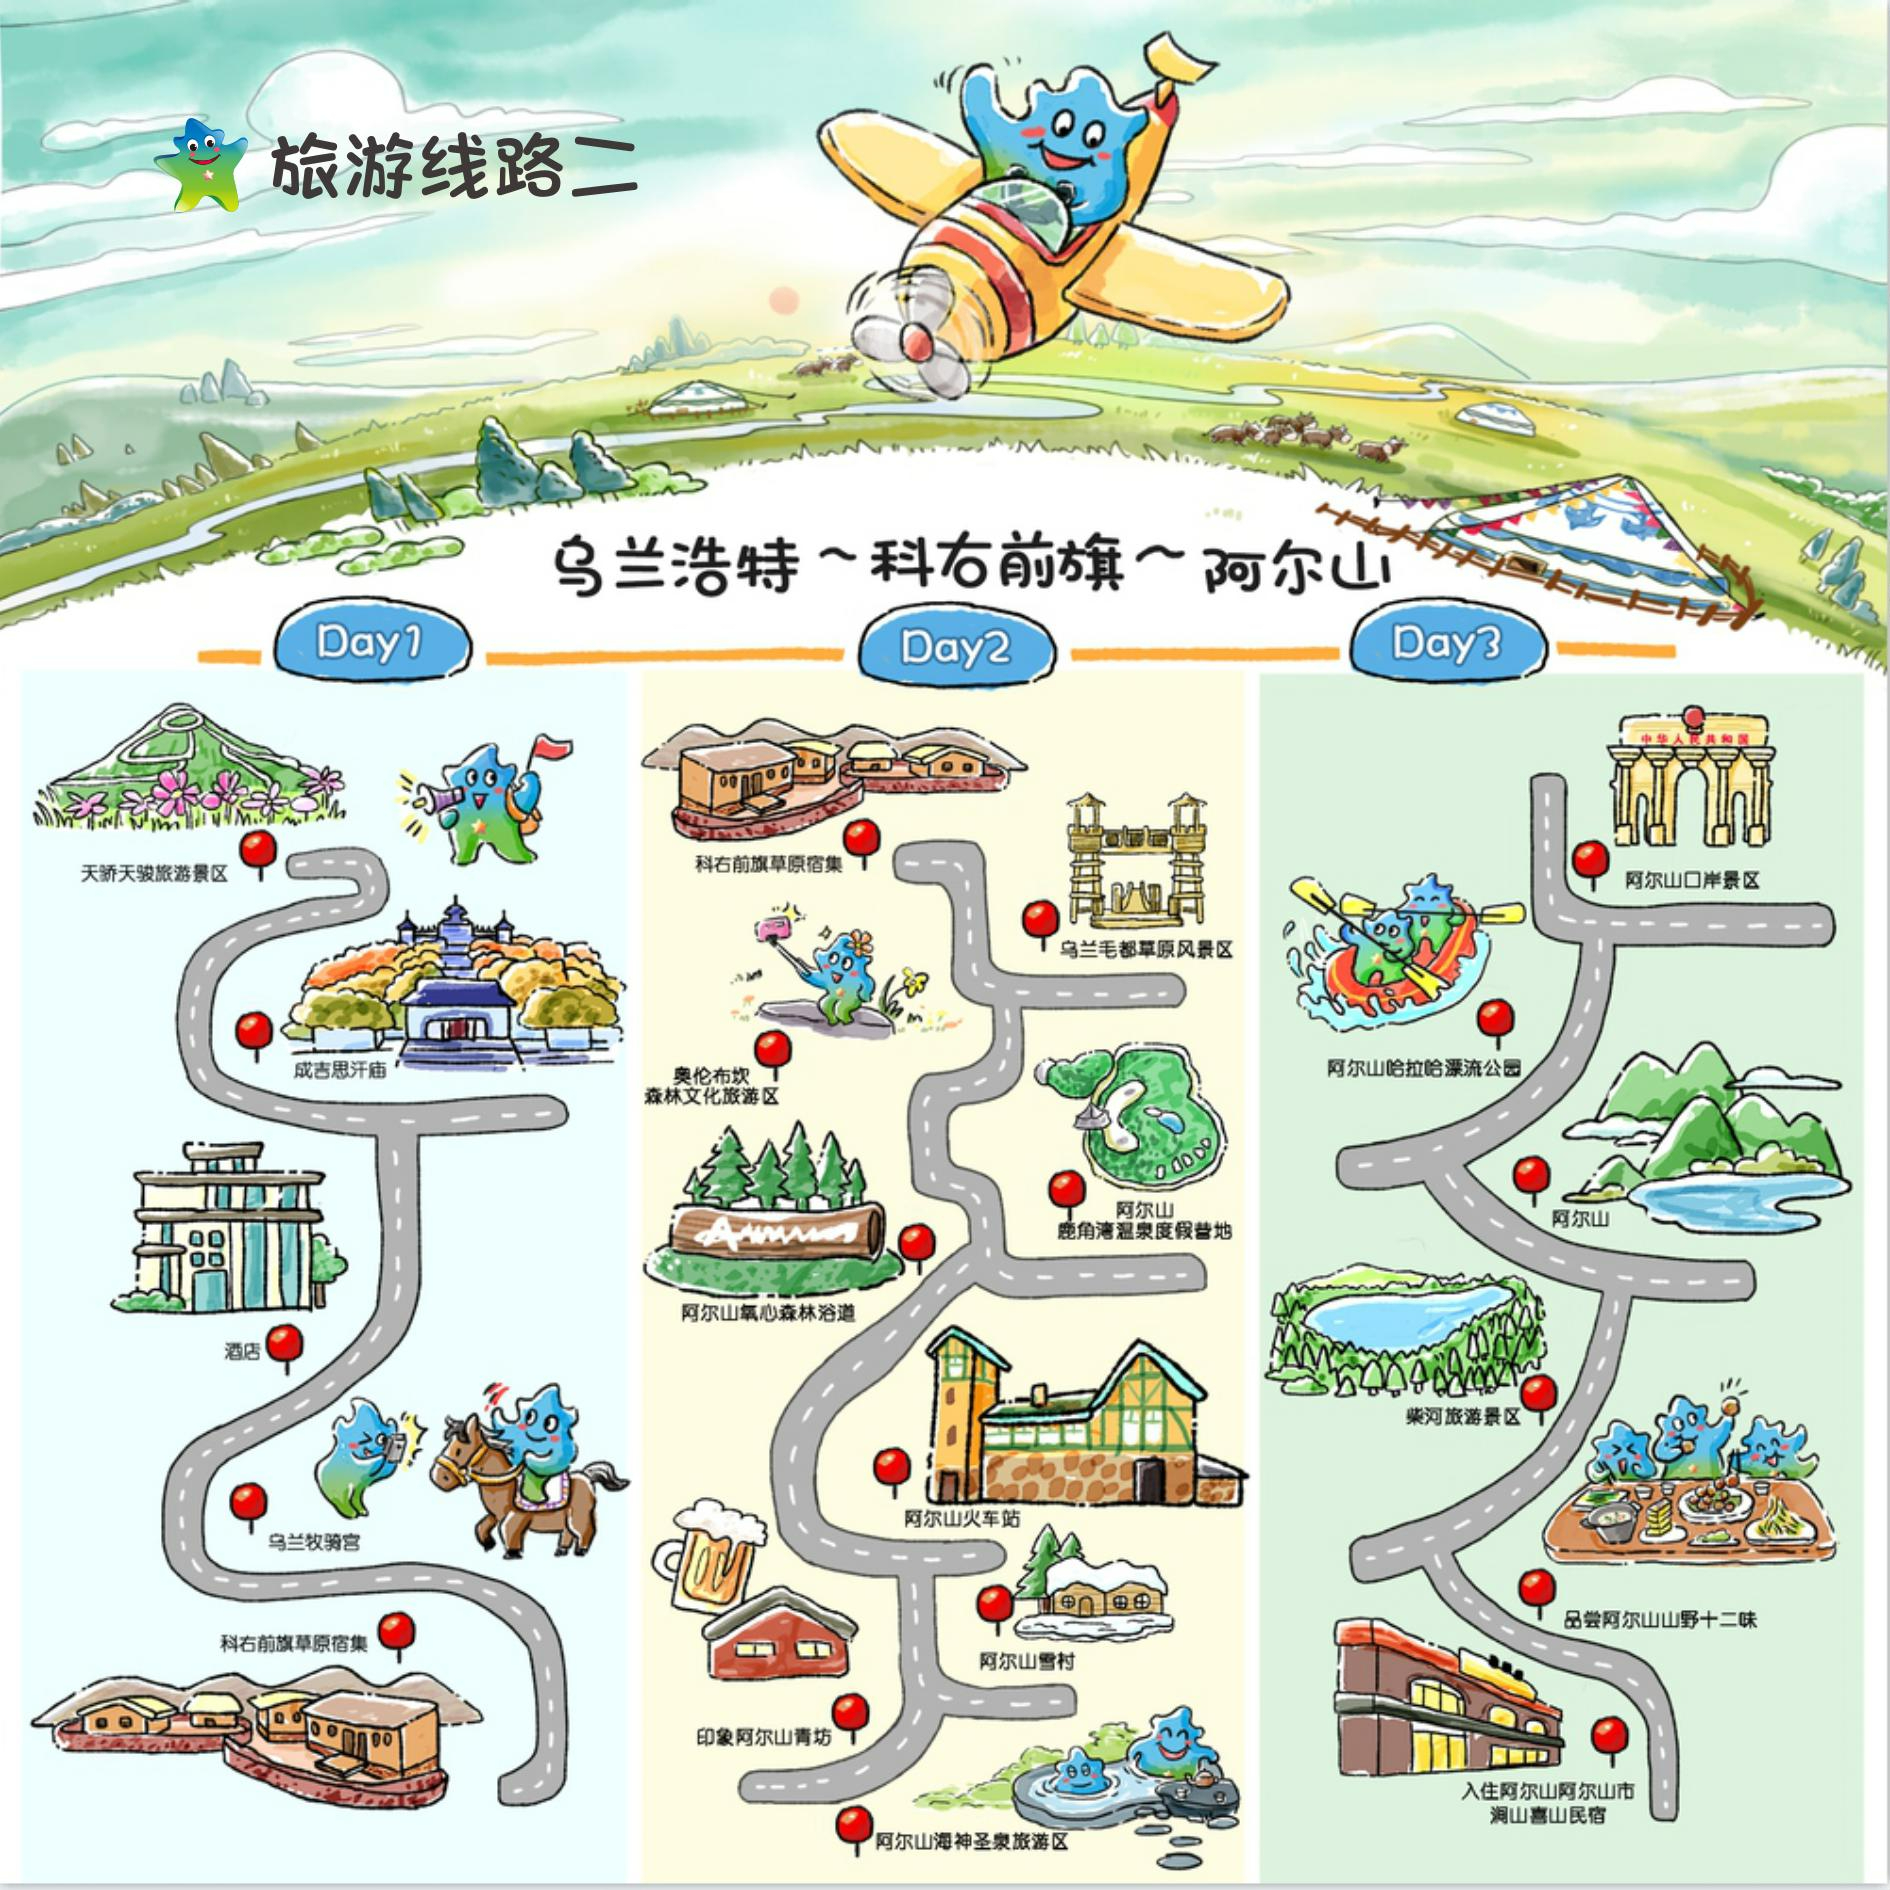 旅游线路二
乌兰浩特~科右前旗~阿尔山
Day1
天骄天骏旅游景区
成吉思汗庙
酒店
乌兰牧骑宫
科右前旗草原宿集
Day2
科右前旗草原宿集
乌兰毛都草原风景区
奥伦布坎
森林文化旅游区
阿尔山
鹿角湾温泉度假营地
阿尔山氧心森林浴道
阿尔山火车站
阿尔山雪村
印象阿尔山青坊
阿尔山海神圣泉旅游区
Day3
中华人民共和国
阿尔山口岸景区
阿尔山哈拉哈漂流公园
阿尔山
柴河旅游景区
品尝阿尔山山野十二味
入住阿尔山阿尔山市
涧山喜山民宿